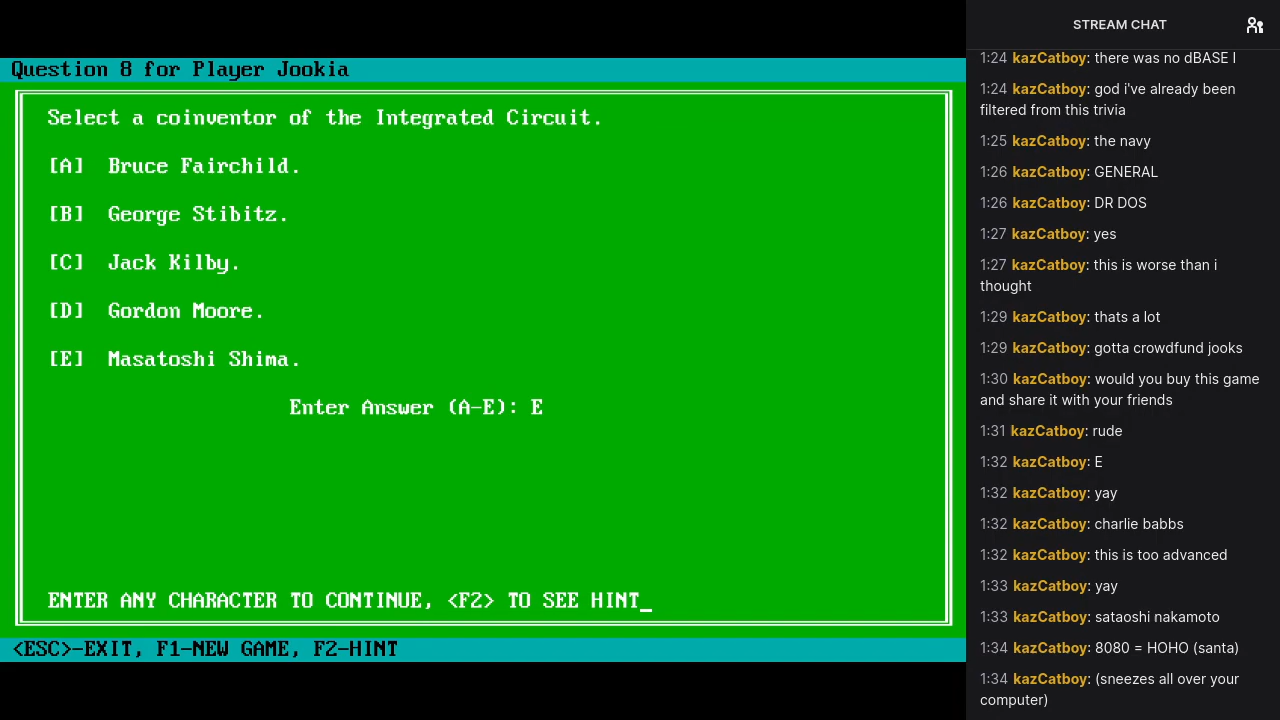 Question 8 for Player Jookia
Select a coinventor of the Integrated Circuit.
[A] Bruce Fairchild.
[B] George Stibitz.
[C] Jack Kilby.
[D] Gordon Moore.
[E] Masatoshi Shima.
Enter Answer (A-E): E
ENTER ANY CHARACTER TO CONTINUE, <F2> TO SEE HINT_
<ESC>-EXIT, F1-NEW GAME, F2-HINT
STREAM CHAT
1:24 kazCatboy: there was no dBASE I
1:24 kazCatboy: god i've already been
filtered from this trivia
1:25 kazCatboy: the navy
1:26 kazCatboy: GENERAL
1:26 kazCatboy: DR DOS
1:27 kazCatboy: yes
1:27 kazCatboy: this is worse than i
thought
1:29 kazCatboy: thats a lot
1:29 kazCatboy: gotta crowdfund jooks
1:30 kazCatboy: would you buy this game
and share it with your friends
1:31 kazCatboy: rude
1:32 kazCatboy: E
1:32 kazCatboy: yay
1:32 kazCatboy: charlie babbs
1:32 kazCatboy: this is too advanced
1:33 kazCatboy: yay
1:33 kazCatboy: sataoshi nakamoto
1:34 kazCatboy: 8080 = HOHO (santa)
1:34 kazCatboy: (sneezes all over your
computer)